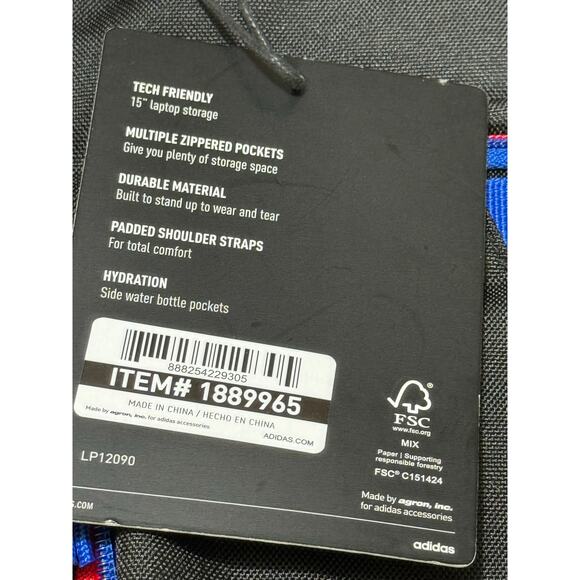 TECH FRIENDLY
15" laptop storage
MULTIPLE ZIPPERED POCKETS
Give you plenty of storage space
DURABLE MATERIAL
Built to stand up to wear and tear
PADDED SHOULDER STRAPS
For total comfort
HYDRATION
Side water bottle pockets
888254229305
ITEM# 1889965
MADE IN CHINA / HECHO EN CHINA
Made by agron, inc. for adidas accessories.
ADIDAS.COM
LP12090
FSC
www.fsc.org
MIX
Paper | Supporting
responsible forestry
FSC® C151424
Made by agron, inc.
for adidas accessories
S.COM
adidas